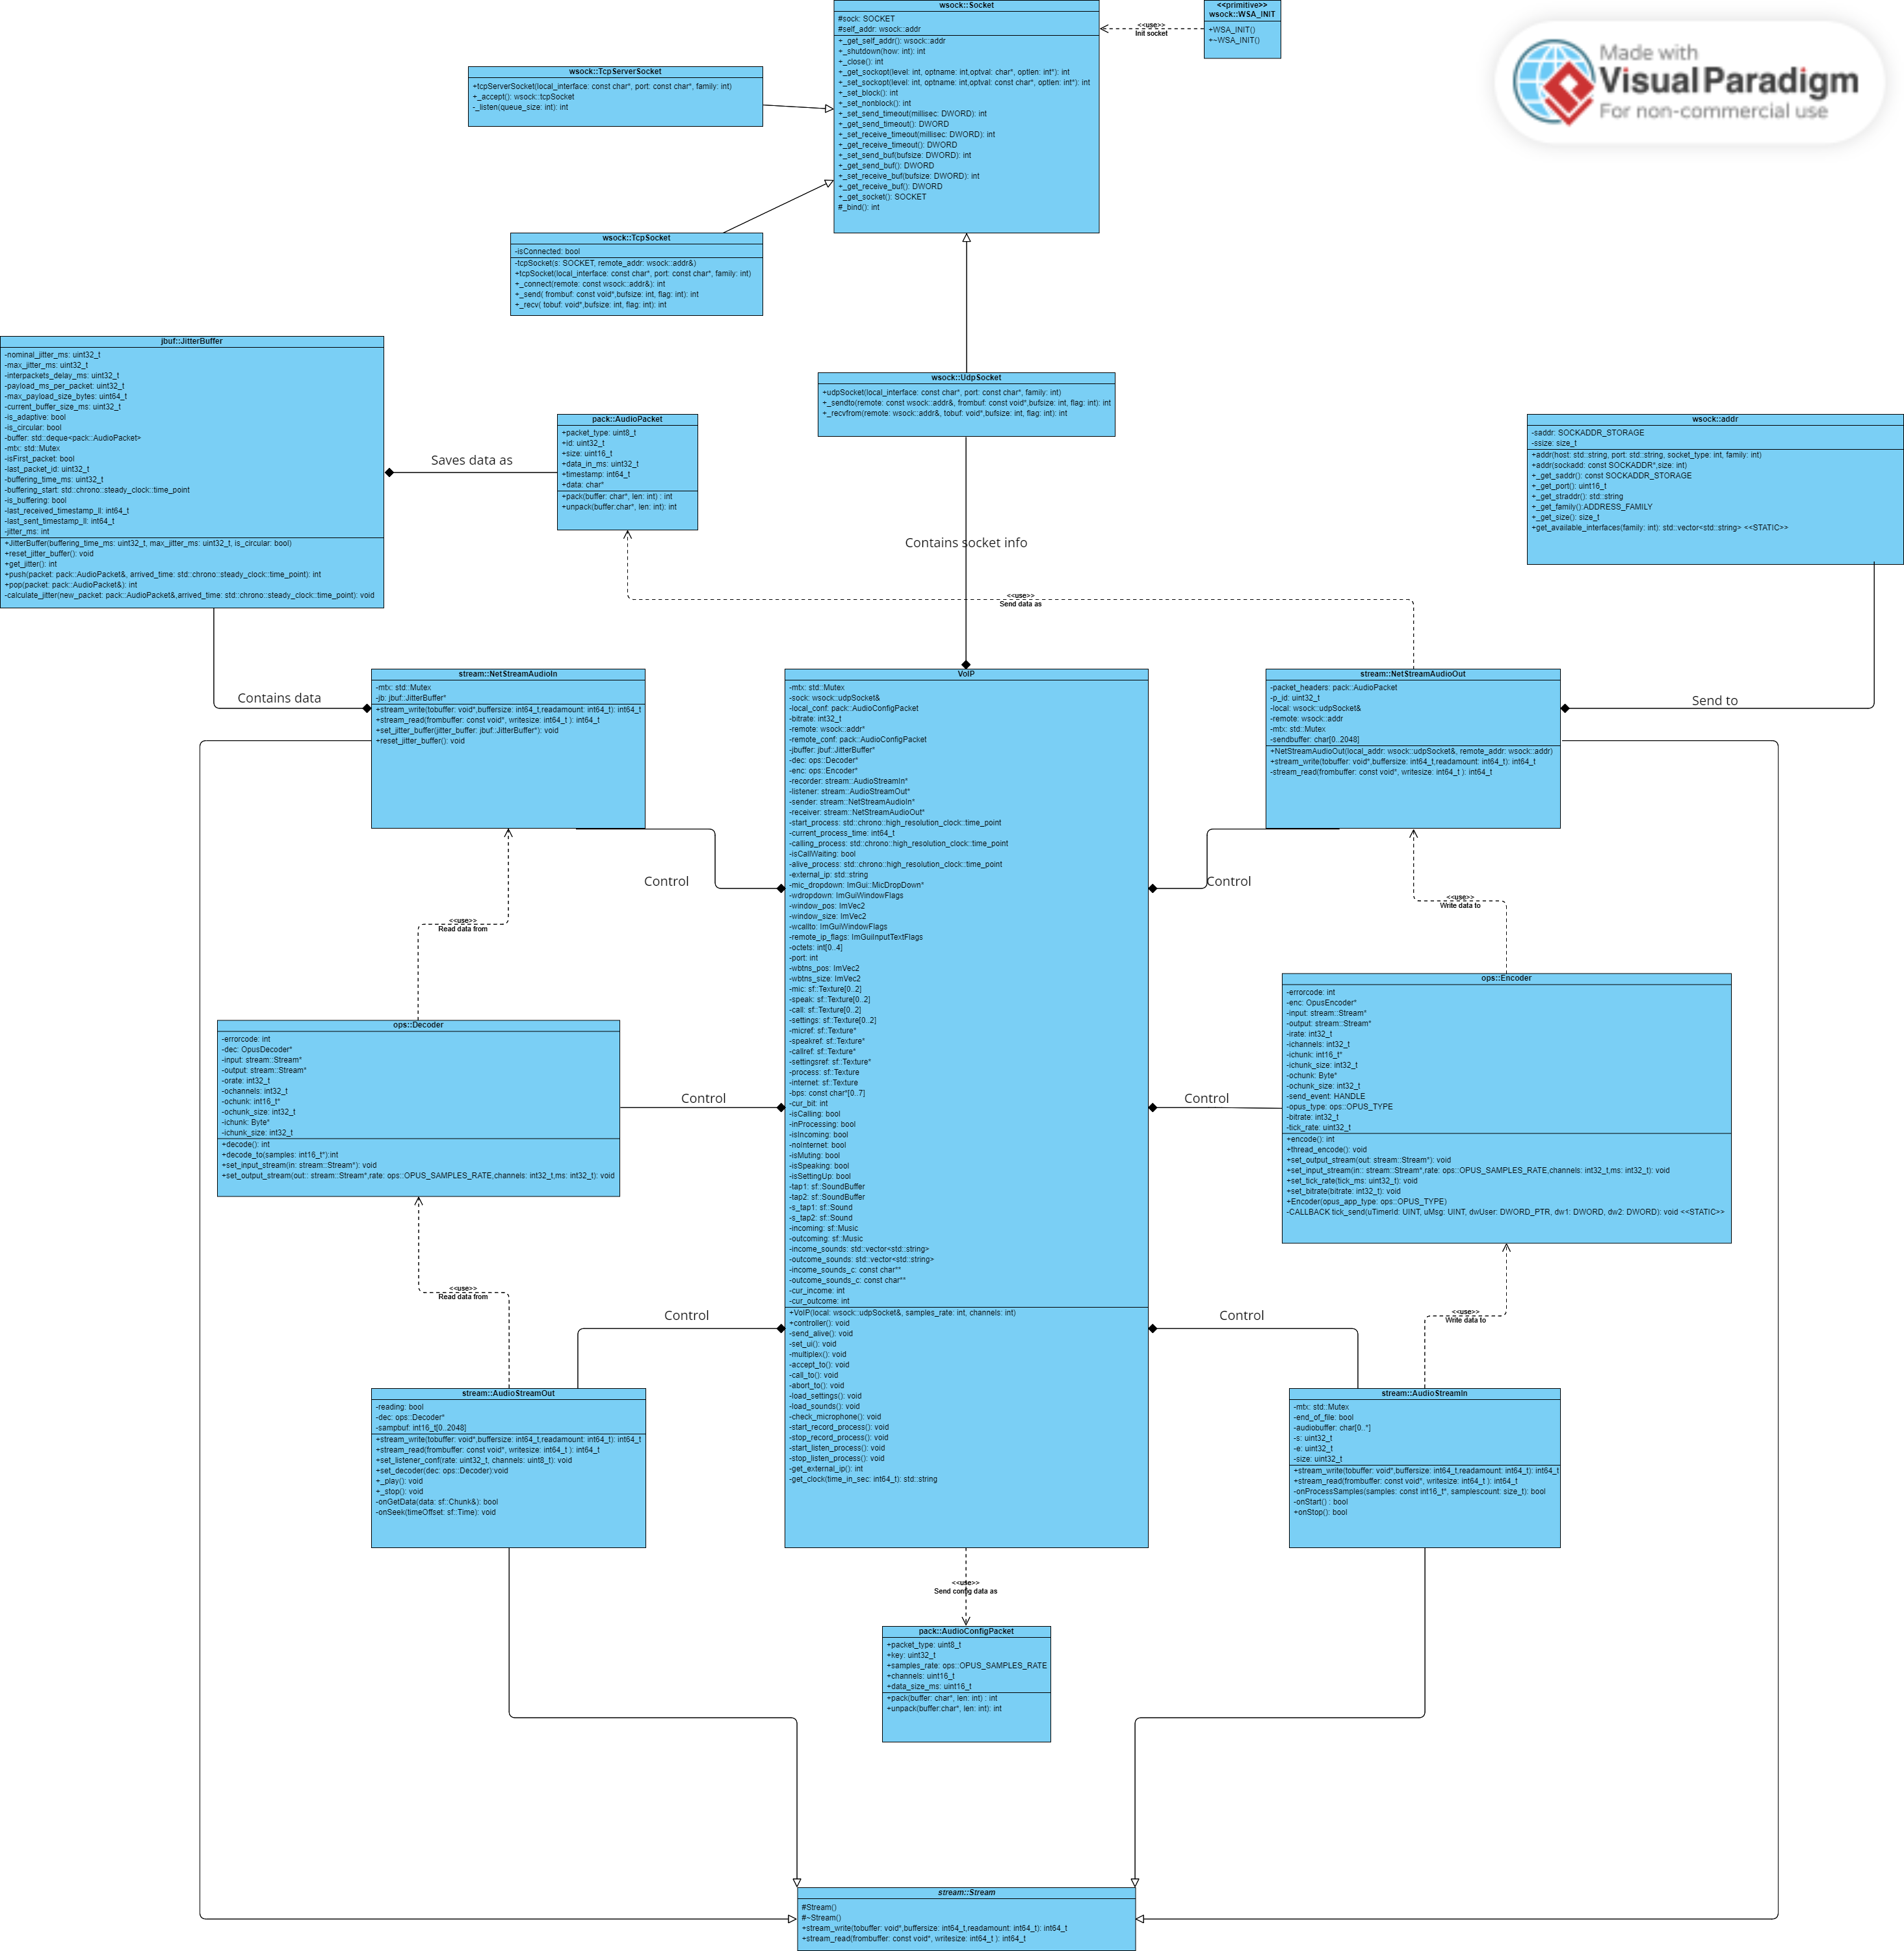 wsock::Socket
#sock: SOCKET
#self_addr: wsock::addr
+_get_self_addr(): wsock::addr
+_shutdown(how: int): int
+_close(): int
+_get_sockopt(level: int, optname: int,optval: char*, optlen: int*): int
+_set_sockopt(level: int, optname: int,optval: const char*, optlen: int*): int
+_set_block(): int
+_set_nonblock(): int
+_set_send_timeout(millisec: DWORD): int
+_get_send_timeout(): DWORD
+_set_receive_timeout(millisec: DWORD): int
+_get_receive_timeout(): DWORD
+_set_send_buf(bufsize: DWORD): int
+_get_send_buf(): DWORD
+_set_receive_buf(bufsize: DWORD): int
+_get_receive_buf(): DWORD
+_get_socket(): SOCKET
#_bind(): int
<<use>>
Init socket
<<primitive>>
wsock::WSA_INIT
+WSA_INIT()
+~WSA_INIT()
Made with
Visual Paradigm
For non-commercial use
wsock::TcpServerSocket
+tcpServerSocket(local_interface: const char*, port: const char*, family: int)
+_accept(): wsock::tcpSocket
-_listen(queue_size: int): int
wsock::TcpSocket
-isConnected: bool
-tcpSocket(s: SOCKET, remote_addr: wsock::addr&)
+tcpSocket(local_interface: const char*, port: const char*, family: int)
+_connect(remote: const wsock::addr&): int
+_send( frombuf: const void*,bufsize: int, flag: int): int
+_recv( tobuf: void*,bufsize: int, flag: int): int
jbuf::JitterBuffer
-nominal_jitter_ms: uint32_t
-max_jitter_ms: uint32_t
-interpackets_delay_ms: uint32_t
-payload_ms_per_packet: uint32_t
-max_payload_size_bytes: uint64_t
-current_buffer_size_ms: uint32_t
-is_adaptive: bool
-is_circular: bool
-buffer: std::deque<pack::AudioPacket>
-mtx: std::Mutex
-isFirst_packet: bool
-last_packet_id: uint32_t
-buffering_time_ms: uint32_t
-buffering_start: std::chrono::steady_clock::time_point
-is_buffering: bool
-last_received_timestamp_ll: int64_t
-last_sent_timestamp_ll: int64_t
-jitter_ms: int
+JitterBuffer(buffering_time_ms: uint32_t, max_jitter_ms: uint32_t, is_circular: bool)
+reset_jitter_buffer(): void
+get_jitter(): int
+push(packet: pack::AudioPacket&, arrived_time: std::chrono::steady_clock::time_point): int
+pop(packet: pack::AudioPacket&): int
-calculate_jitter(new_packet: pack::AudioPacket&,arrived_time: std::chrono::steady_clock::time_point): void
Saves data as
pack::AudioPacket
+packet_type: uint8_t
+id: uint32_t
+size: uint16_t
+data_in_ms: uint32_t
+timestamp: int64_t
+data: char*
+pack(buffer: char*, len: int) : int
+unpack(buffer:char*, len: int): int
wsock::UdpSocket
+udpSocket(local_interface: const char*, port: const char*, family: int)
+_sendto(remote: const wsock::addr&, frombuf: const void*,bufsize: int, flag: int): int
+_recvfrom(remote: wsock::addr&, tobuf: void*,bufsize: int, flag: int): int
Contains socket info
wsock::addr
-saddr: SOCKADDR_STORAGE
-ssize: size_t
+addr(host: std::string, port: std::string, socket_type: int, family: int)
+addr(sockadd: const SOCKADDR*,size: int)
+_get_saddr(): const SOCKADDR_STORAGE
+_get_port(): uint16_t
+_get_straddr(): std::string
+_get_family():ADDRESS_FAMILY
+_get_size(): size_t
+get_available_interfaces(family: int): std::vector<std::string> <<STATIC>>
<<use>>
Send data as
Contains data
stream::NetStreamAudioIn
-mtx: std::Mutex
-jb: jbuf::JitterBuffer*
+stream_write(tobuffer: void*,buffersize: int64_t,readamount: int64_t): int64_t
+stream_read(frombuffer: const void*, writesize: int64_t ): int64_t
+set_jitter_buffer(jitter_buffer: jbuf::JitterBuffer*): void
+reset_jitter_buffer(): void
VoIP
-mtx: std::Mutex
-sock: wsock::udpSocket&
-local_conf: pack::AudioConfigPacket
-bitrate: int32_t
-remote: wsock::addr*
-remote_conf: pack::AudioConfigPacket
-jbuffer: jbuf::JitterBuffer*
-dec: ops::Decoder*
-enc: ops::Encoder*
-recorder: stream::AudioStreamIn*
-listener: stream::AudioStreamOut*
-sender: stream::NetStreamAudioIn*
-receiver: stream::NetStreamAudioOut*
-start_process: std::chrono::high_resolution_clock::time_point
-current_process_time: int64_t
-calling_process: std::chrono::high_resolution_clock::time_point
-isCallWaiting: bool
-alive_process: std::chrono::high_resolution_clock::time_point
-external_ip: std::string
-mic_dropdown: ImGui::MicDropDown*
-wdropdown: ImGuiWindowFlags
-window_pos: ImVec2
-window_size: ImVec2
-wcallto: ImGuiWindowFlags
-remote_ip_flags: ImGuiInputTextFlags
-octets: int[0..4]
-port: int
-wbtns_pos: ImVec2
-wbtns_size: ImVec2
-mic: sf::Texture[0..2]
-speak: sf::Texture[0..2]
-call: sf::Texture[0..2]
-settings: sf::Texture[0..2]
-micref: sf::Texture*
-speakref: sf::Texture*
-callref: sf::Texture*
-settingsref: sf::Texture*
-process: sf::Texture
-internet: sf::Texture
-bps: const char*[0..7]
-cur_bit: int
-isCalling: bool
-inProcessing: bool
-isIncoming: bool
-noInternet: bool
-isMuting: bool
-isSpeaking: bool
-isSettingUp: bool
-tap1: sf::SoundBuffer
-tap2: sf::SoundBuffer
-s_tap1: sf::Sound
-s_tap2: sf::Sound
-incoming: sf::Music
-outcoming: sf::Music
-income_sounds: std::vector<std::string>
-outcome_sounds: std::vector<std::string>
-income_sounds_c: const char**
-outcome_sounds_c: const char**
-cur_income: int
-cur_outcome: int
+VoIP(local: wsock::udpSocket&, samples_rate: int, channels: int)
+controller(): void
-send_alive(): void
-set_ui(): void
-multiplex(): void
-accept_to(): void
-call_to(): void
-abort_to(): void
-load_settings(): void
-load_sounds(): void
-check_microphone(): void
-start_record_process(): void
-stop_record_process(): void
-start_listen_process(): void
-stop_listen_process(): void
-get_external_ip(): int
-get_clock(time_in_sec: int64_t): std::string
stream::NetStreamAudioOut
-packet_headers: pack::AudioPacket
-p_id: uint32_t
-local: wsock::udpSocket&
-remote: wsock::addr
-mtx: std::Mutex
-sendbuffer: char[0..2048]
+NetStreamAudioOut(local_addr: wsock::udpSocket&, remote_addr: wsock::addr)
+stream_write(tobuffer: void*,buffersize: int64_t,readamount: int64_t): int64_t
-stream_read(frombuffer: const void*, writesize: int64_t ): int64_t
Send to
Control
Control
<<use>>
Read data from
<<use>>
Write data to
ops::Decoder
-errorcode: int
-dec: OpusDecoder*
-input: stream::Stream*
-output: stream::Stream*
-orate: int32_t
-ochannels: int32_t
-ochunk: int16_t*
-ochunk_size: int32_t
-ichunk: Byte*
-ichunk_size: int32_t
+decode(): int
+decode_to(samples: int16_t*):int
+set_input_stream(in: stream::Stream*): void
+set_output_stream(out:: stream::Stream*,rate: ops::OPUS_SAMPLES_RATE,channels: int32_t,ms: int32_t): void
Control
Control
ops::Encoder
-errorcode: int
-enc: OpusEncoder*
-input: stream::Stream*
-output: stream::Stream*
-irate: int32_t
-ichannels: int32_t
-ichunk: int16_t*
-ichunk_size: int32_t
-ochunk: Byte*
-ochunk_size: int32_t
-send_event: HANDLE
-opus_type: ops::OPUS_TYPE
-bitrate: int32_t
-tick_rate: uint32_t
+encode(): int
+thread_encode(): void
+set_output_stream(out: stream::Stream*): void
+set_input_stream(in:: stream::Stream*,rate: ops::OPUS_SAMPLES_RATE,channels: int32_t,ms: int32_t): void
+set_tick_rate(tick_ms: uint32_t): void
+set_bitrate(bitrate: int32_t): void
+Encoder(opus_app_type: ops::OPUS_TYPE)
-CALLBACK tick_send(uTimerId: UINT, uMsg: UINT, dwUser: DWORD_PTR, dw1: DWORD, dw2: DWORD): void <<STATIC>>
<<use>>
Read data from
Control
Control
<<use>>
Write data to
stream::AudioStreamOut
-reading: bool
-dec: ops::Decoder*
-sampbuf: int16_t[0..2048]
+stream_write(tobuffer: void*,buffersize: int64_t,readamount: int64_t): int64_t
+stream_read(frombuffer: const void*, writesize: int64_t ): int64_t
+set_listener_conf(rate: uint32_t, channels: uint8_t): void
+set_decoder(dec: ops::Decoder):void
+_play(): void
+_stop(): void
-onGetData(data: sf::Chunk&): bool
-onSeek(timeOffset: sf::Time): void
stream::AudioStreamIn
-mtx: std::Mutex
-end_of_file: bool
-audiobuffer: char[0..*]
-s: uint32_t
-e: uint32_t
-size: uint32_t
+stream_write(tobuffer: void*,buffersize: int64_t,readamount: int64_t): int64_t
+stream_read(frombuffer: const void*, writesize: int64_t ): int64_t
-onProcessSamples(samples: const int16_t*, samplescount: size_t): bool
-onStart() : bool
+onStop(): bool
<<use>>
Send config data as
pack::AudioConfigPacket
+packet_type: uint8_t
+key: uint32_t
+samples_rate: ops::OPUS_SAMPLES_RATE
+channels: uint16_t
+data_size_ms: uint16_t
+pack(buffer: char*, len: int) : int
+unpack(buffer:char*, len: int): int
stream::Stream
#Stream()
#~Stream()
+stream_write(tobuffer: void*,buffersize: int64_t,readamount: int64_t): int64_t
+stream_read(frombuffer: const void*, writesize: int64_t ): int64_t